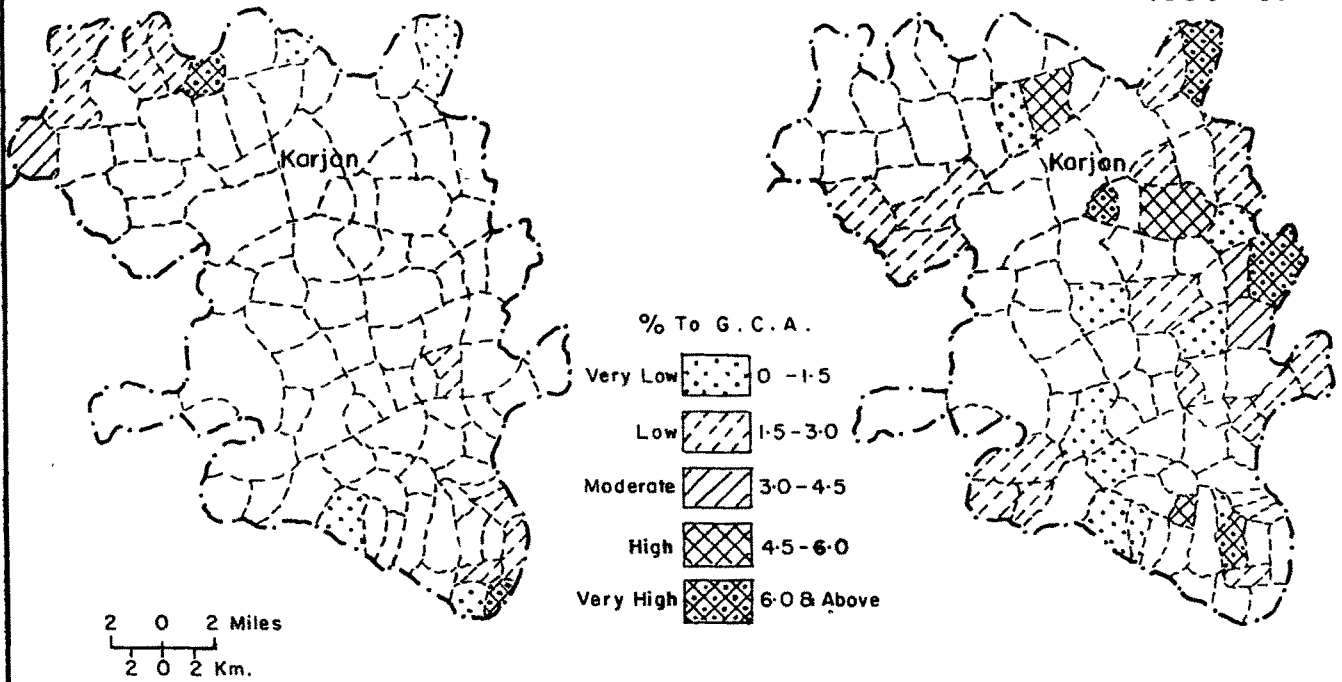 Karjan
Karjan
% To G. C. A.
Very Low 0 - 1·5
Low 1·5 - 3·0
Moderate 3·0 - 4·5
High 4·5 - 6·0
Very High 6·0 & Above
2 0 2 Miles
2 0 2 Km.